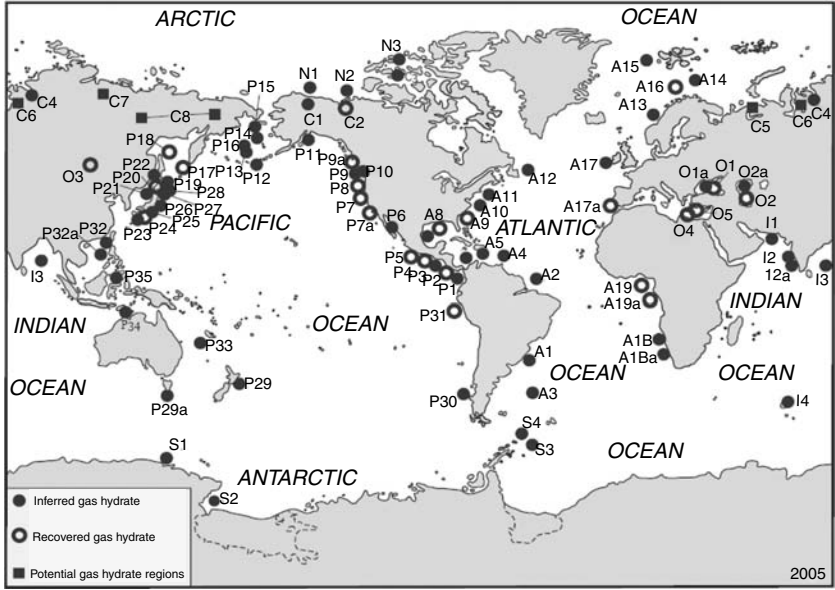 ARCTIC OCEAN
N3
A15
N1 N2 A16 A14
C4 C7 P15
C6 C8 C1 C2 A13 C5 C6 C4
P18 P14
P16 P11
O3 P22 P17 P13 P12 P9a A17 A12 O1a O1 O2a
P20 P19 P9 P10
P21 P28 P8 A11 A17a O2
P26 P27 P7 A10
P25 PACIFIC P6 A8 A9 ATLANTIC O4 O5
P32 P23 P24 P7a I1
P32a A5 A4 I2
I3 P35 P5 P4 P3 P2 P1 A2 A19 12a I3
INDIAN OCEAN A19a INDIAN
P34 P31
P33 A1B
A1 A1Ba
OCEAN P29 OCEAN OCEAN
P29a P30 A3 I4
S4
S1 S3 OCEAN
ANTARCTIC
S2
Inferred gas hydrate
Recovered gas hydrate
Potential gas hydrate regions
2005